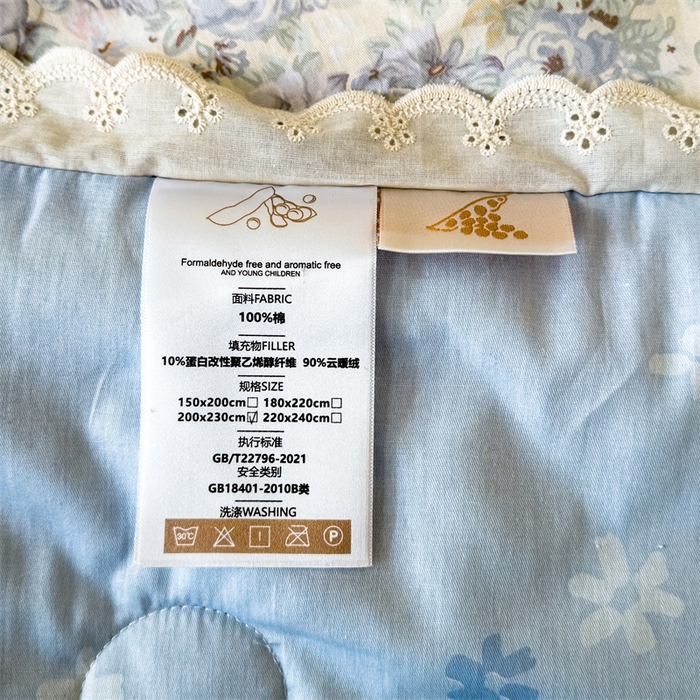 Formaldehyde free and aromatic free
AND YOUNG CHILDREN
面料FABRIC
100%棉
填充物FILLER
10%蛋白改性聚乙烯醇纤维 90%云暖绒
规格SIZE
150x200cm☐ 180x220cm☐
200x230cm☑ 220x240cm☐
执行标准
GB/T22796-2021
安全类别
GB18401-2010B类
洗涤WASHING
30℃ ! P